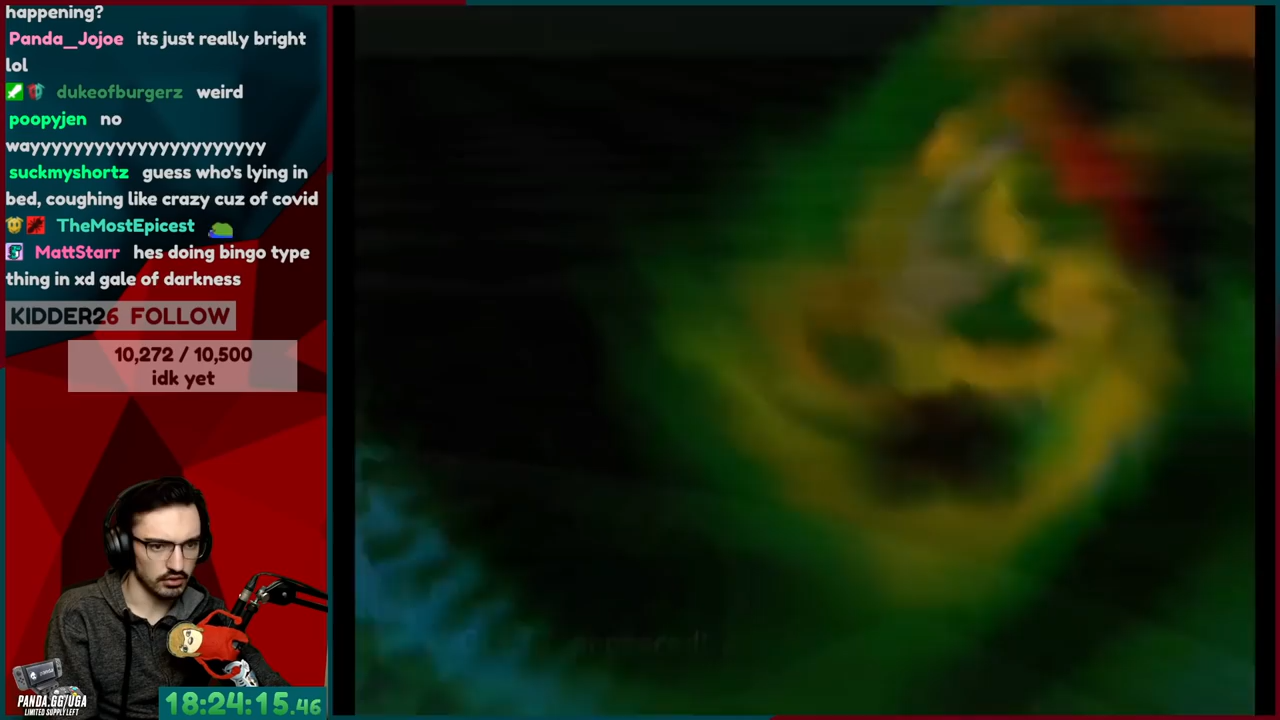 happening?
Panda_Jojoe its just really bright
lol
dukeofburgerz weird
poopyjen no
wayyyyyyyyyyyyyyyyyyyyyy
suckmyshortz guess who's lying in
bed, coughing like crazy cuz of covid
TheMostEpicest
MattStarr hes doing bingo type
thing in xd gale of darkness
KIDDER26 FOLLOW
10,272 / 10,500
idk yet
PANDA.GG/UGA
LIMITED SUPPLY LEFT
18:24:15.46